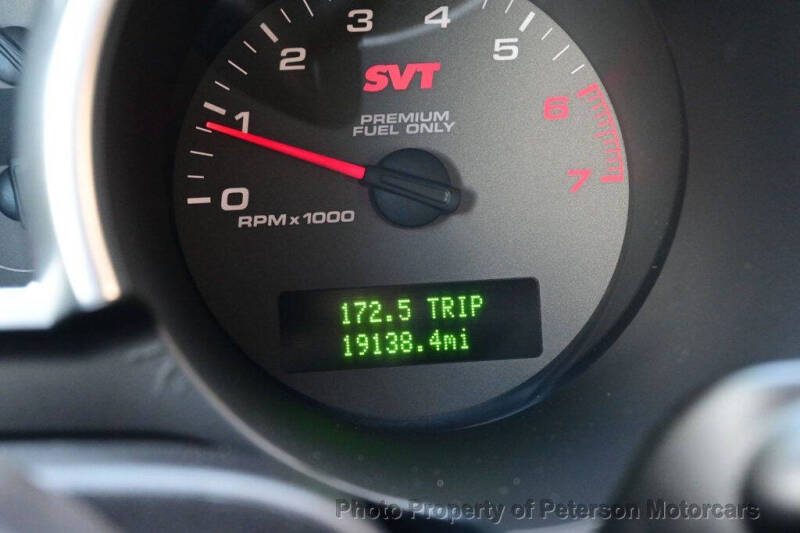 3 4
2 5
SVT
1 6
PREMIUM
FUEL ONLY
0 7
RPM x 1000
172.5 TRIP
19138.4mi
Photo Property of Peterson Motorcars